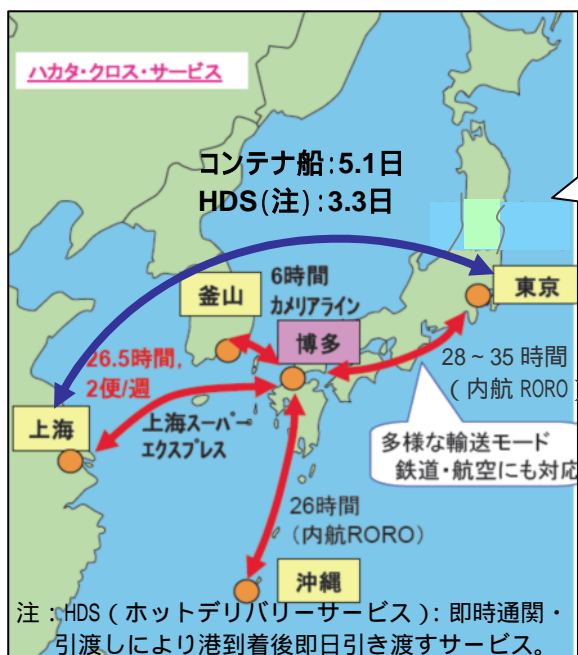 ハカタ・クロス・サービス
コンテナ船：5.1日
HDS（注）：3.3日
6時間
カメリアライン
釜山
東京
博多
26.5時間，
2便/週
28～35 時間
（内航 RORO）
上海スーパー
エクスプレス
上海
多様な輸送モード
鉄道・航空にも対応
26時間
（内航RORO）
沖縄
注：HDS（ホットデリバリーサービス）：即時通関・
引渡しにより港到着後即日引き渡すサービス。